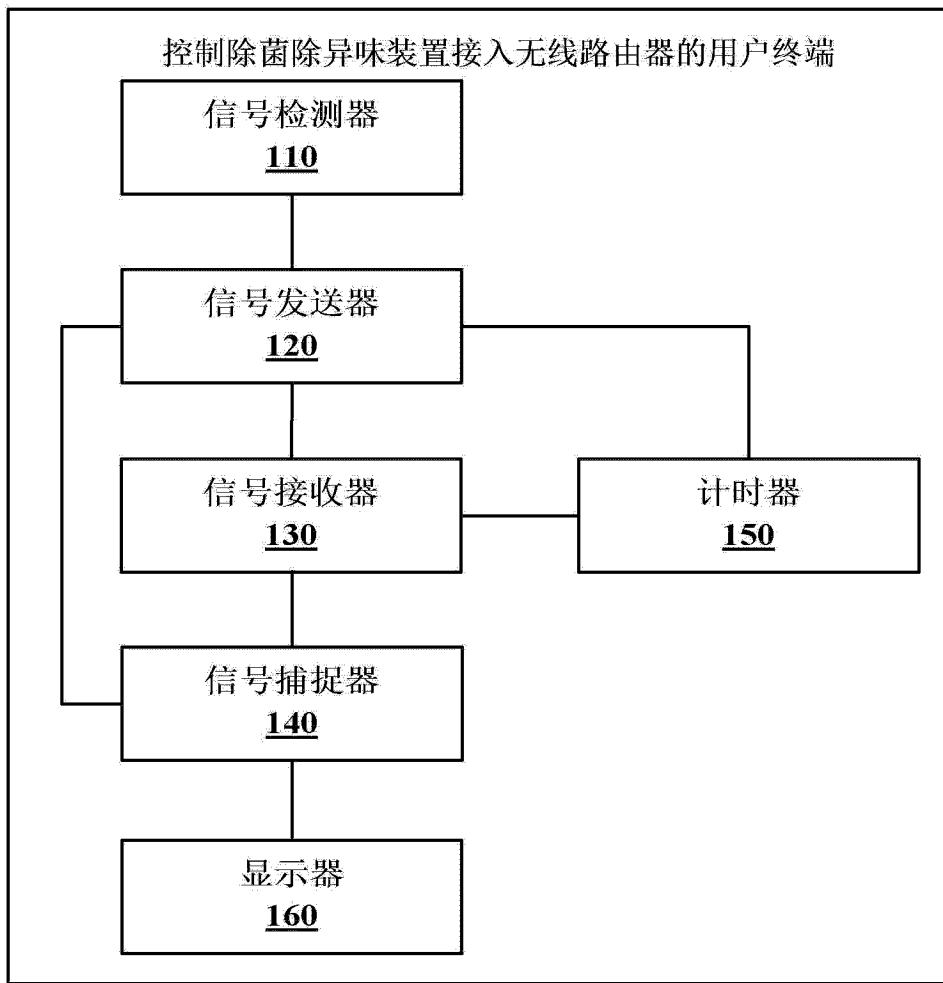 控制除菌除异味装置接入无线路由器的用户终端
信号检测器
110
信号发送器
120
信号接收器
130
计时器
150
信号捕捉器
140
显示器
160